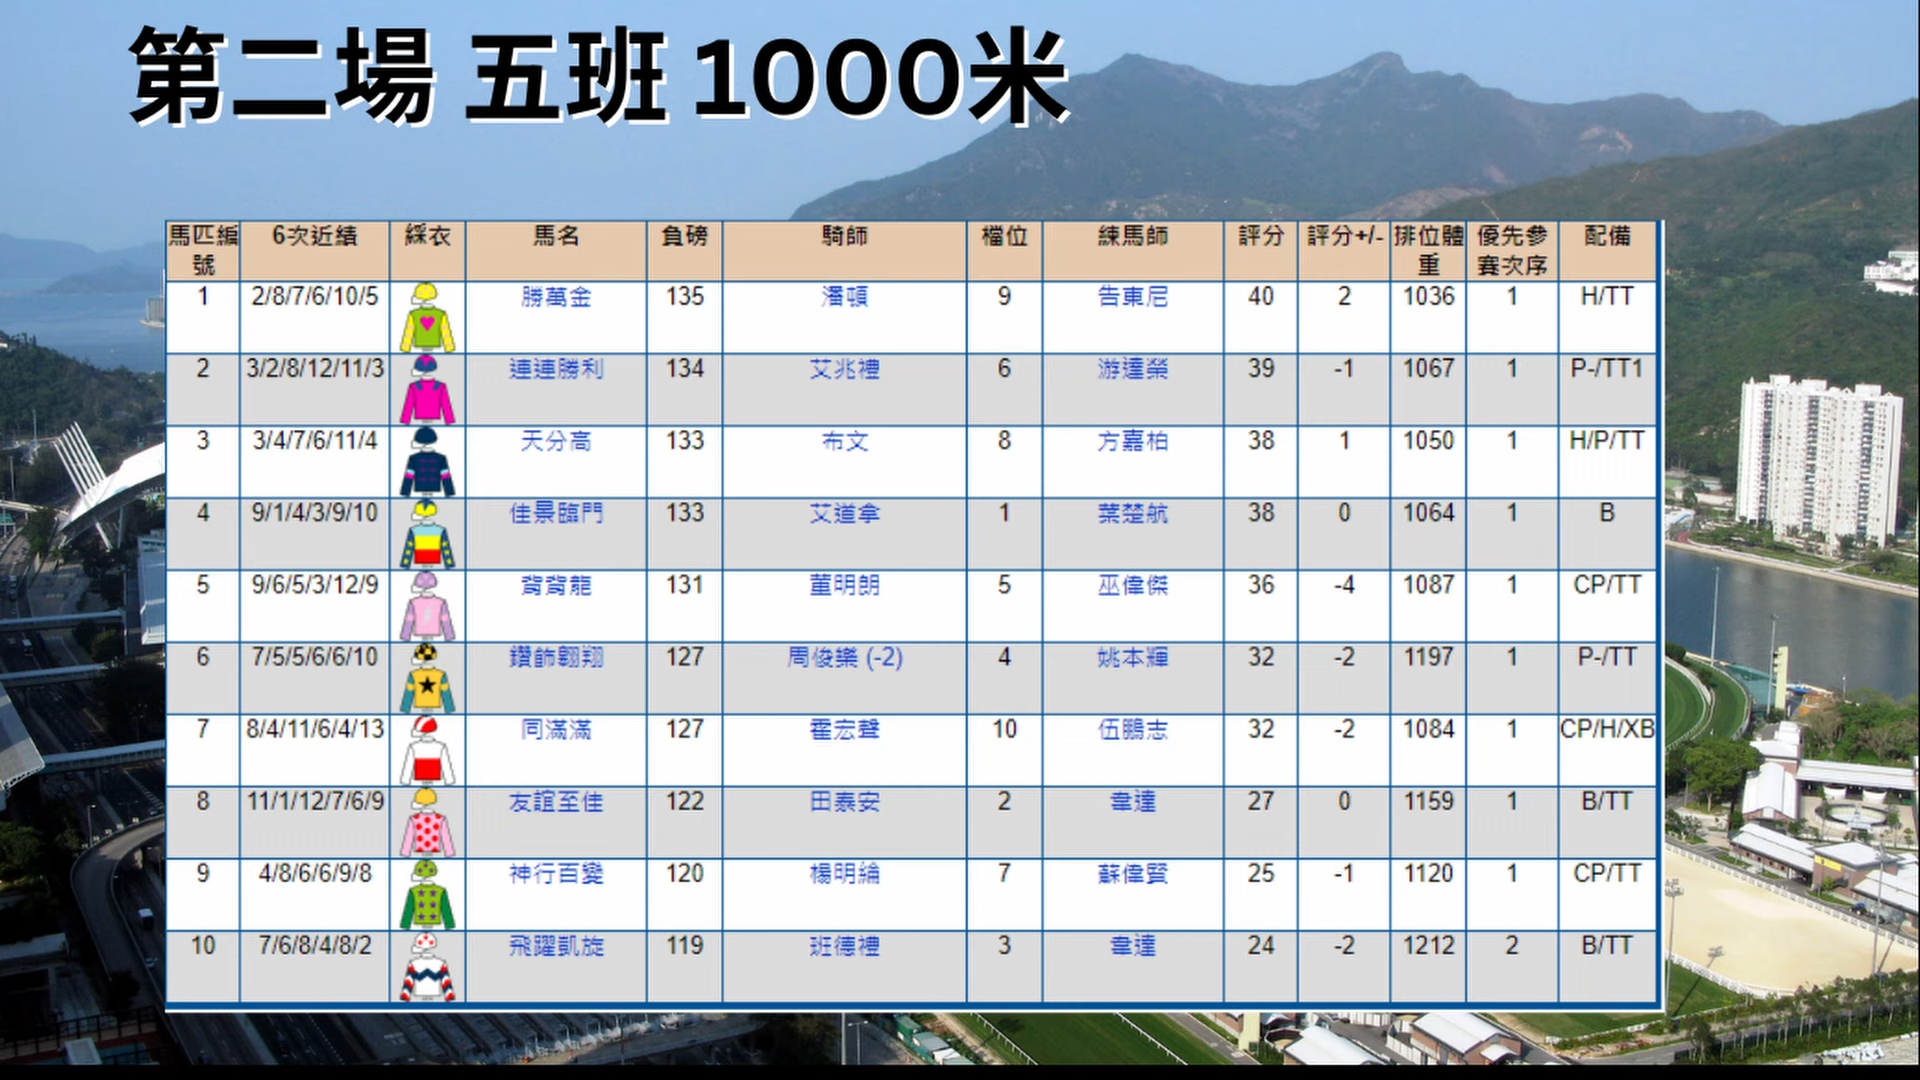 第二場 五班 1000米
馬匹編號 6次近績 綵衣 馬名 負磅 騎師 檔位 練馬師 評分 評分+/- 排位體重 優先參賽次序 配備
1 2/8/7/6/10/5 勝萬金 135 潘頓 9 告東尼 40 2 1036 1 H/TT
2 3/2/8/12/11/3 連連勝利 134 艾兆禮 6 游達榮 39 -1 1067 1 P-/TT1
3 3/4/7/6/11/4 天分高 133 布文 8 方嘉柏 38 1 1050 1 H/P/TT
4 9/1/4/3/9/10 佳景臨門 133 艾道拿 1 葉楚航 38 0 1064 1 B
5 9/6/5/3/12/9 背背龍 131 董明朗 5 巫偉傑 36 -4 1087 1 CP/TT
6 7/5/5/6/6/10 鑽飾翱翔 127 周俊樂 (-2) 4 姚本輝 32 -2 1197 1 P-/TT
7 8/4/11/6/4/13 同滿滿 127 霍宏聲 10 伍鵬志 32 -2 1084 1 CP/H/XB
8 11/1/12/7/6/9 友誼至佳 122 田泰安 2 韋達 27 0 1159 1 B/TT
9 4/8/6/6/9/8 神行百變 120 楊明綸 7 蘇偉賢 25 -1 1120 1 CP/TT
10 7/6/8/4/8/2 飛躍凱旋 119 班德禮 3 韋達 24 -2 1212 2 B/TT